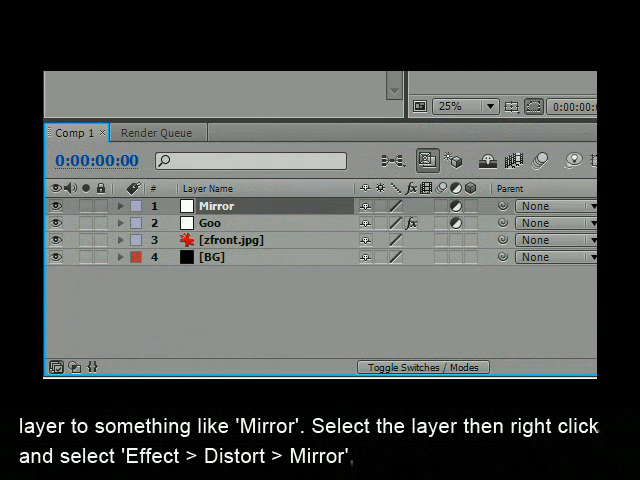 25%
0:00:00:
Comp 1 × Render Queue
0:00:00:00
# Layer Name Parent
1 Mirror None
2 Goo fx None
3 [zfront.jpg] None
4 [BG] None
Toggle Switches / Modes
layer to something like 'Mirror'. Select the layer then right click
and select 'Effect > Distort > Mirror',